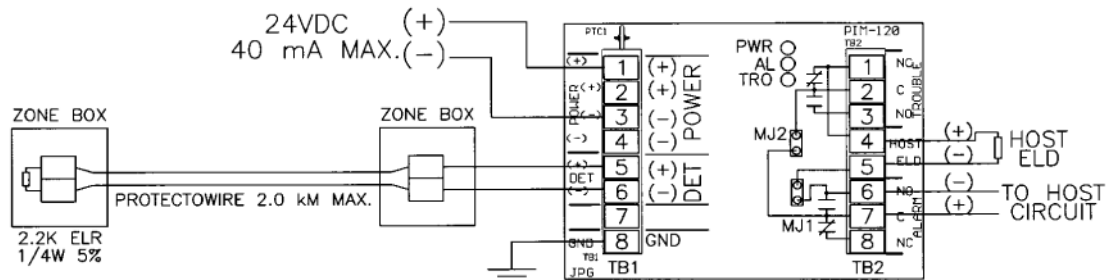 24VDC (+)
40 mA MAX. (-)
ZONE BOX
ZONE BOX
PROTECTOWIRE 2.0 kM MAX.
2.2K ELR
1/4W 5%
PTC1
PIM-120
TB2
PWR
AL
TRO
(+) 1 (+)
(+) 2 (+)
POWER POWER
(-) 3 (-)
(-) 4 (-)
(+) 5 (+)
DET DET
(-) 6 (-)
7
GND 8 GND
TB1
JPG
TB1
MJ2
MJ1
1 NC
2 C
TROUBLE
3 NO
4 HOST
5 ELD
6 NO
7 C
ALARM
8 NC
TB2
(+) HOST
(-) ELD
(-) TO HOST
(+) CIRCUIT